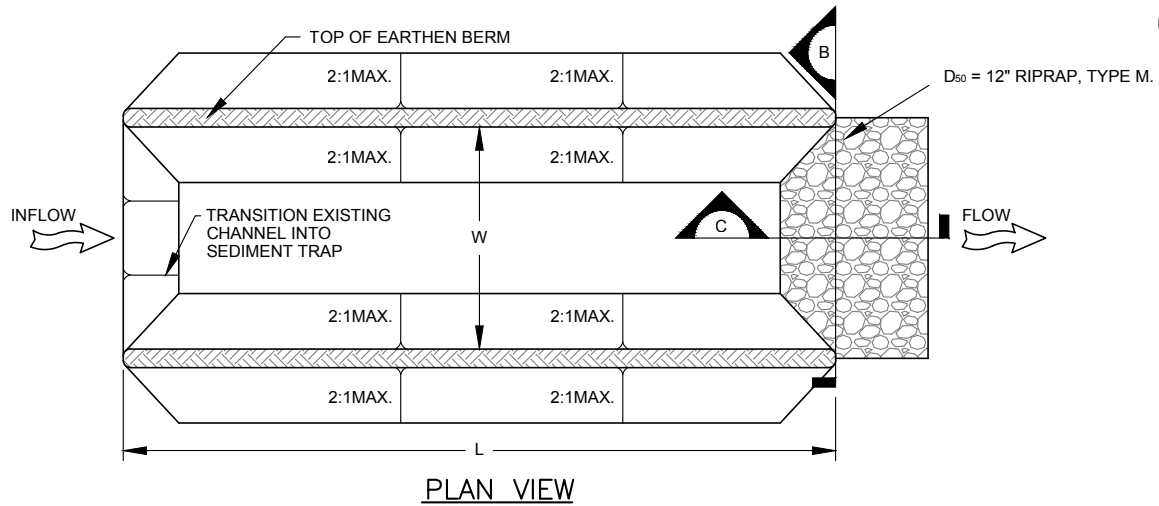 TOP OF EARTHEN BERM
B
2:1MAX. 2:1MAX.
D50 = 12" RIPRAP, TYPE M.
2:1MAX. 2:1MAX.
INFLOW
TRANSITION EXISTING
CHANNEL INTO
SEDIMENT TRAP
W
C
FLOW
2:1MAX. 2:1MAX.
2:1MAX. 2:1MAX.
L
PLAN VIEW